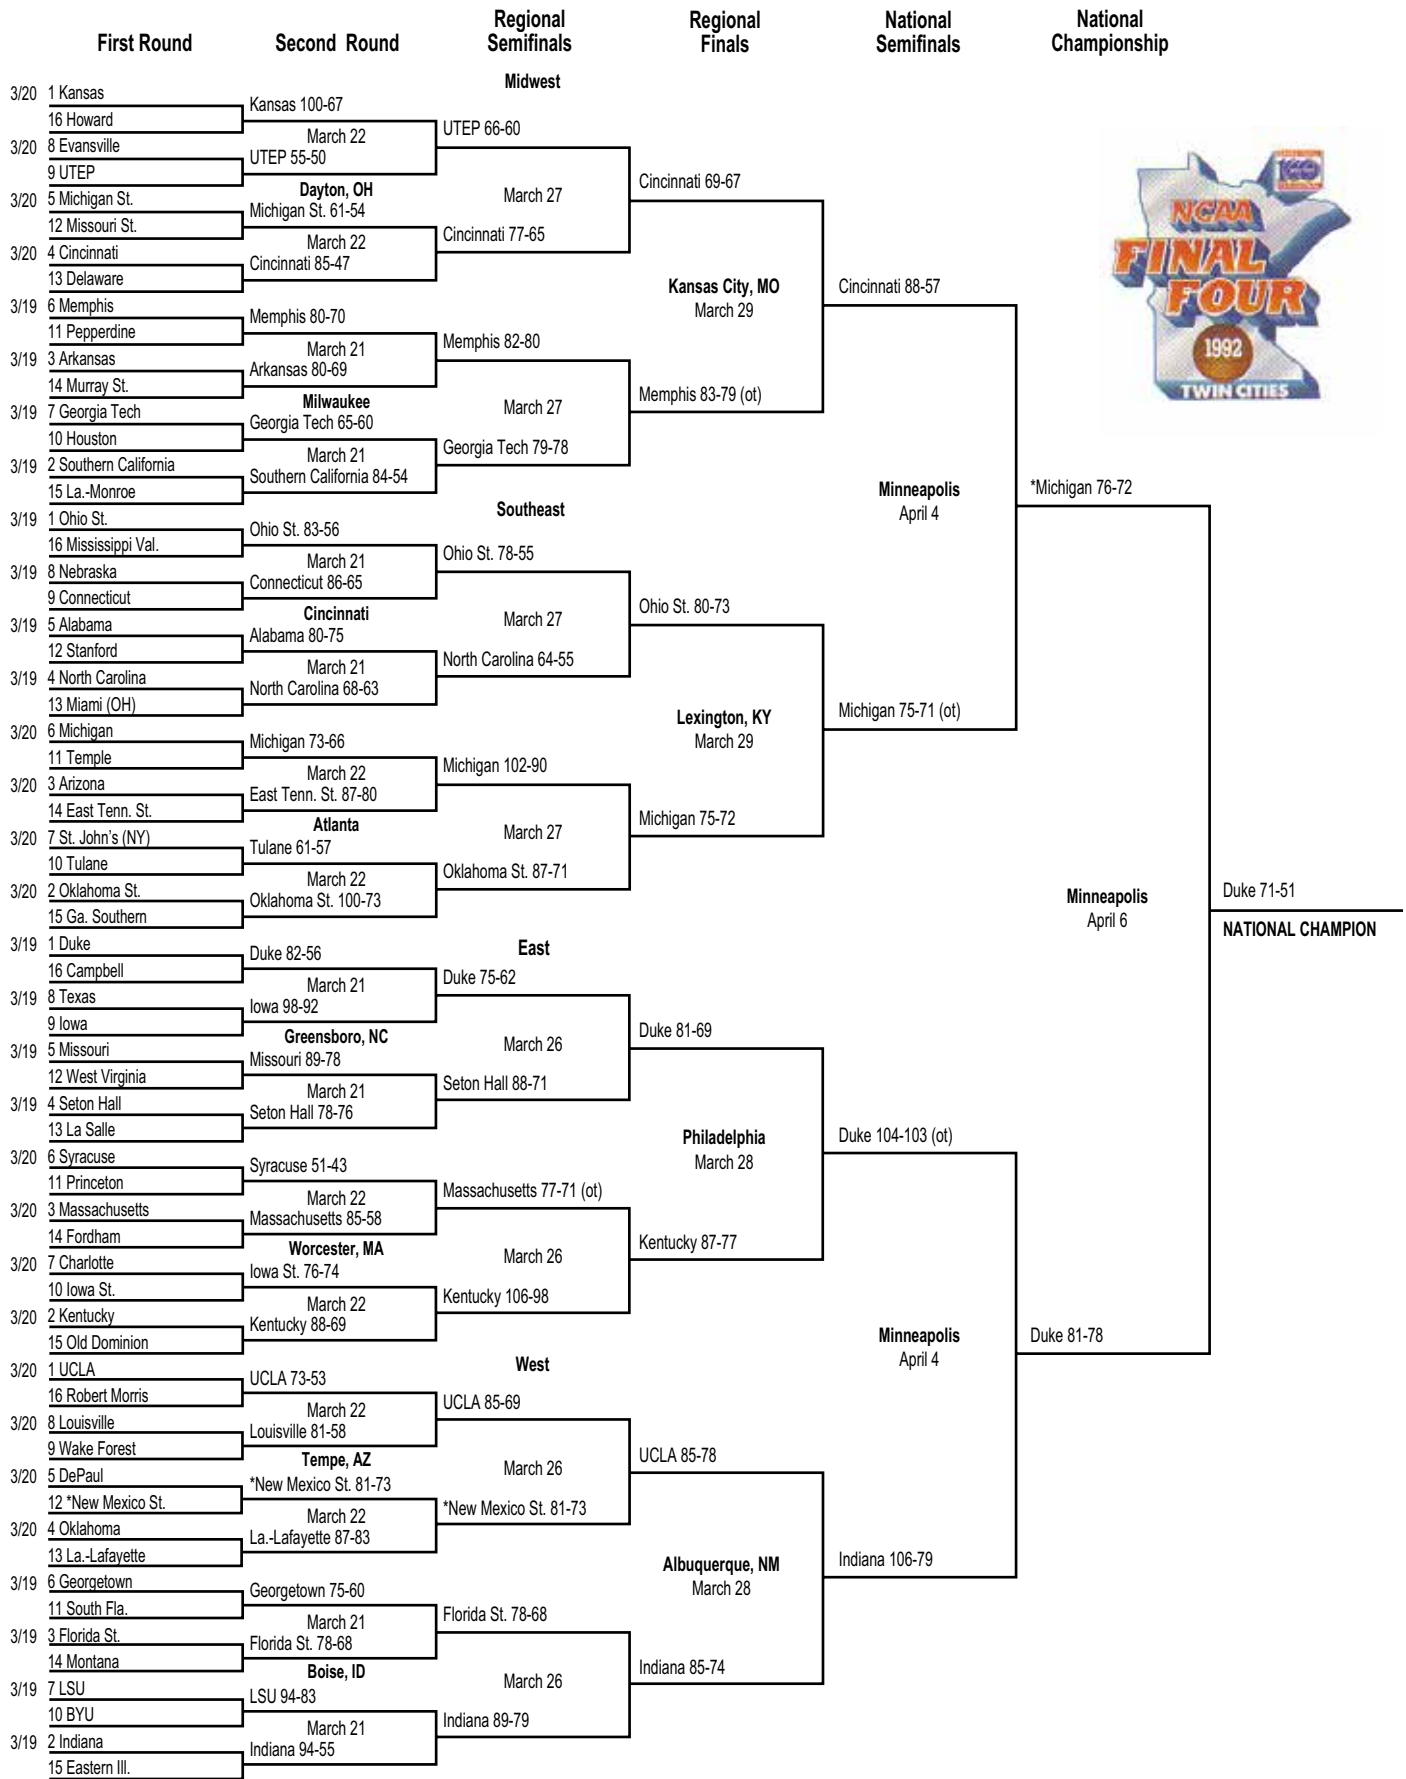 First Round
Second Round
Regional
Semifinals
Regional
Finals
National
Semifinals
National
Championship
Midwest
3/20 1 Kansas
16 Howard
3/20 8 Evansville
9 UTEP
3/20 5 Michigan St.
12 Missouri St.
3/20 4 Cincinnati
13 Delaware
3/19 6 Memphis
11 Pepperdine
3/19 3 Arkansas
14 Murray St.
3/19 7 Georgia Tech
10 Houston
3/19 2 Southern California
15 La.-Monroe
Kansas 100-67
March 22
UTEP 55-50
Dayton, OH
Michigan St. 61-54
March 22
Cincinnati 85-47
Memphis 80-70
March 21
Arkansas 80-69
Milwaukee
Georgia Tech 65-60
March 21
Southern California 84-54
UTEP 66-60
March 27
Cincinnati 77-65
Memphis 82-80
March 27
Georgia Tech 79-78
Cincinnati 69-67
Kansas City, MO
March 29
Memphis 83-79 (ot)
Cincinnati 88-57
Southeast
3/19 1 Ohio St.
16 Mississippi Val.
3/19 8 Nebraska
9 Connecticut
3/19 5 Alabama
12 Stanford
3/19 4 North Carolina
13 Miami (OH)
3/20 6 Michigan
11 Temple
3/20 3 Arizona
14 East Tenn. St.
3/20 7 St. John's (NY)
10 Tulane
3/20 2 Oklahoma St.
15 Ga. Southern
Ohio St. 83-56
March 21
Connecticut 86-65
Cincinnati
Alabama 80-75
March 21
North Carolina 68-63
Michigan 73-66
March 22
East Tenn. St. 87-80
Atlanta
Tulane 61-57
March 22
Oklahoma St. 100-73
Ohio St. 78-55
March 27
North Carolina 64-55
Michigan 102-90
March 27
Oklahoma St. 87-71
Ohio St. 80-73
Lexington, KY
March 29
Michigan 75-72
Michigan 75-71 (ot)
Minneapolis
April 4
*Michigan 76-72
East
3/19 1 Duke
16 Campbell
3/19 8 Texas
9 Iowa
3/19 5 Missouri
12 West Virginia
3/19 4 Seton Hall
13 La Salle
3/20 6 Syracuse
11 Princeton
3/20 3 Massachusetts
14 Fordham
3/20 7 Charlotte
10 Iowa St.
3/20 2 Kentucky
15 Old Dominion
Duke 82-56
March 21
Iowa 98-92
Greensboro, NC
Missouri 89-78
March 21
Seton Hall 78-76
Syracuse 51-43
March 22
Massachusetts 85-58
Worcester, MA
Iowa St. 76-74
March 22
Kentucky 88-69
Duke 75-62
March 26
Seton Hall 88-71
Massachusetts 77-71 (ot)
March 26
Kentucky 106-98
Duke 81-69
Philadelphia
March 28
Kentucky 87-77
Duke 104-103 (ot)
West
3/20 1 UCLA
16 Robert Morris
3/20 8 Louisville
9 Wake Forest
3/20 5 DePaul
12 *New Mexico St.
3/20 4 Oklahoma
13 La.-Lafayette
3/19 6 Georgetown
11 South Fla.
3/19 3 Florida St.
14 Montana
3/19 7 LSU
10 BYU
3/19 2 Indiana
15 Eastern Ill.
UCLA 73-53
March 22
Louisville 81-58
Tempe, AZ
*New Mexico St. 81-73
March 22
La.-Lafayette 87-83
Georgetown 75-60
March 21
Florida St. 78-68
Boise, ID
LSU 94-83
March 21
Indiana 94-55
UCLA 85-69
March 26
*New Mexico St. 81-73
Florida St. 78-68
March 26
Indiana 89-79
UCLA 85-78
Albuquerque, NM
March 28
Indiana 85-74
Indiana 106-79
Minneapolis
April 4
Duke 81-78
Minneapolis
April 6
Duke 71-51
NATIONAL CHAMPION
NCAA
FINAL
FOUR
1992
TWIN CITIES